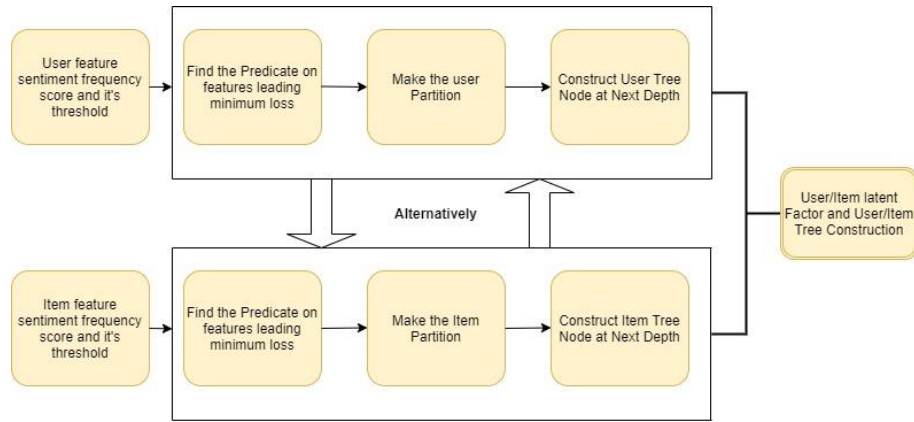 User feature
sentiment frequency
score and it's
threshold
Find the Predicate on
features leading
minimum loss
Make the user
Partition
Construct User Tree
Node at Next Depth
Alternatively
User/Item latent
Factor and User/Item
Tree Construction
Item feature
sentiment frequency
score and it's
threshold
Find the Predicate on
features leading
minimum loss
Make the Item
Partition
Construct Item Tree
Node at Next Depth